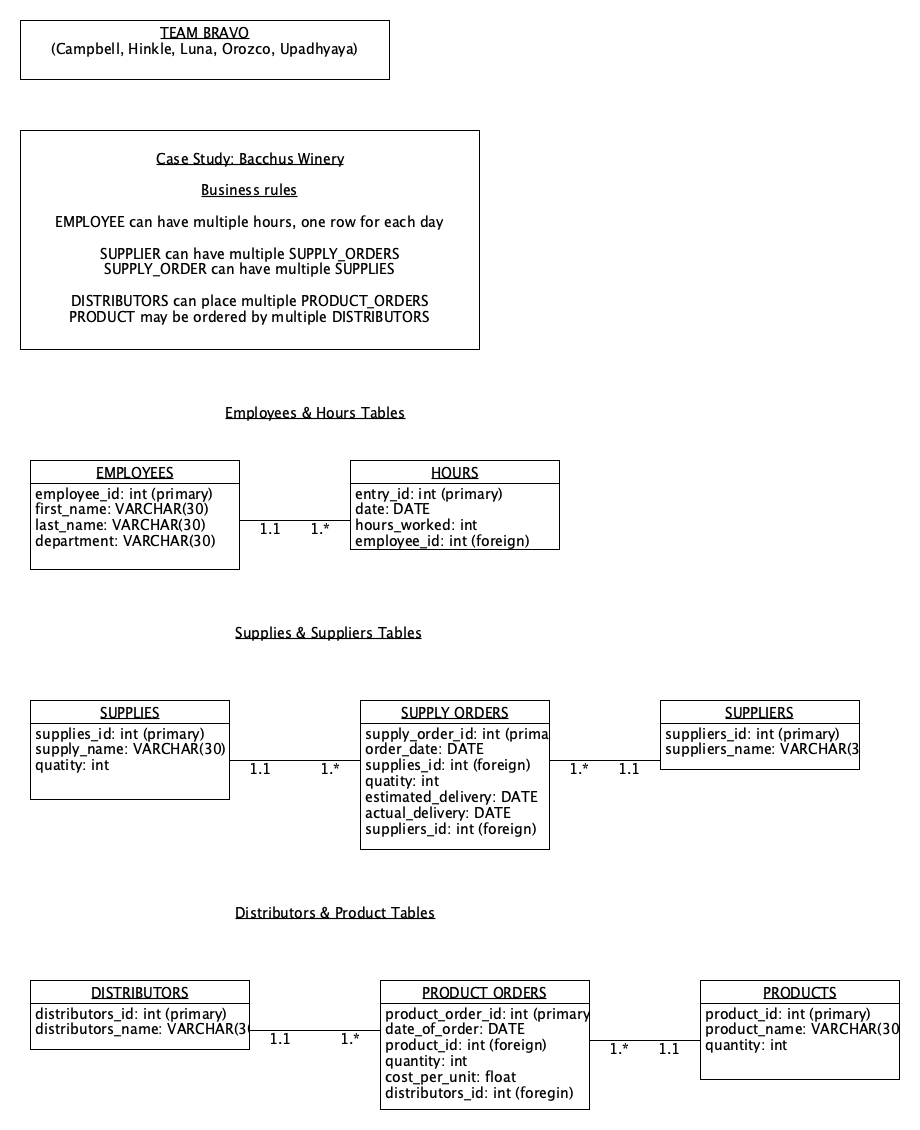 TEAM BRAVO
(Campbell, Hinkle, Luna, Orozco, Upadhyaya)
Case Study: Bacchus Winery
Business rules
EMPLOYEE can have multiple hours, one row for each day
SUPPLIER can have multiple SUPPLY_ORDERS
SUPPLY_ORDER can have multiple SUPPLIES
DISTRIBUTORS can place multiple PRODUCT_ORDERS
PRODUCT may be ordered by multiple DISTRIBUTORS
Employees & Hours Tables
EMPLOYEES
employee_id: int (primary)
first_name: VARCHAR(30)
last_name: VARCHAR(30)
department: VARCHAR(30)
1.1
1.*
HOURS
entry_id: int (primary)
date: DATE
hours_worked: int
employee_id: int (foreign)
Supplies & Suppliers Tables
SUPPLIES
supplies_id: int (primary)
supply_name: VARCHAR(30)
quatity: int
1.1
1.*
SUPPLY ORDERS
supply_order_id: int (prima
order_date: DATE
supplies_id: int (foreign)
quatity: int
estimated_delivery: DATE
actual_delivery: DATE
suppliers_id: int (foreign)
1.*
1.1
SUPPLIERS
suppliers_id: int (primary)
suppliers_name: VARCHAR(3
Distributors & Product Tables
DISTRIBUTORS
distributors_id: int (primary)
distributors_name: VARCHAR(3
1.1
1.*
PRODUCT ORDERS
product_order_id: int (primary
date_of_order: DATE
product_id: int (foreign)
quantity: int
cost_per_unit: float
distributors_id: int (foregin)
1.*
1.1
PRODUCTS
product_id: int (primary)
product_name: VARCHAR(30
quantity: int